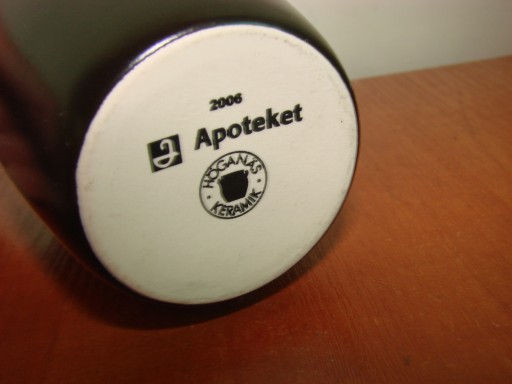 2006
Apoteket
HÖGANÄS
KERAMIK